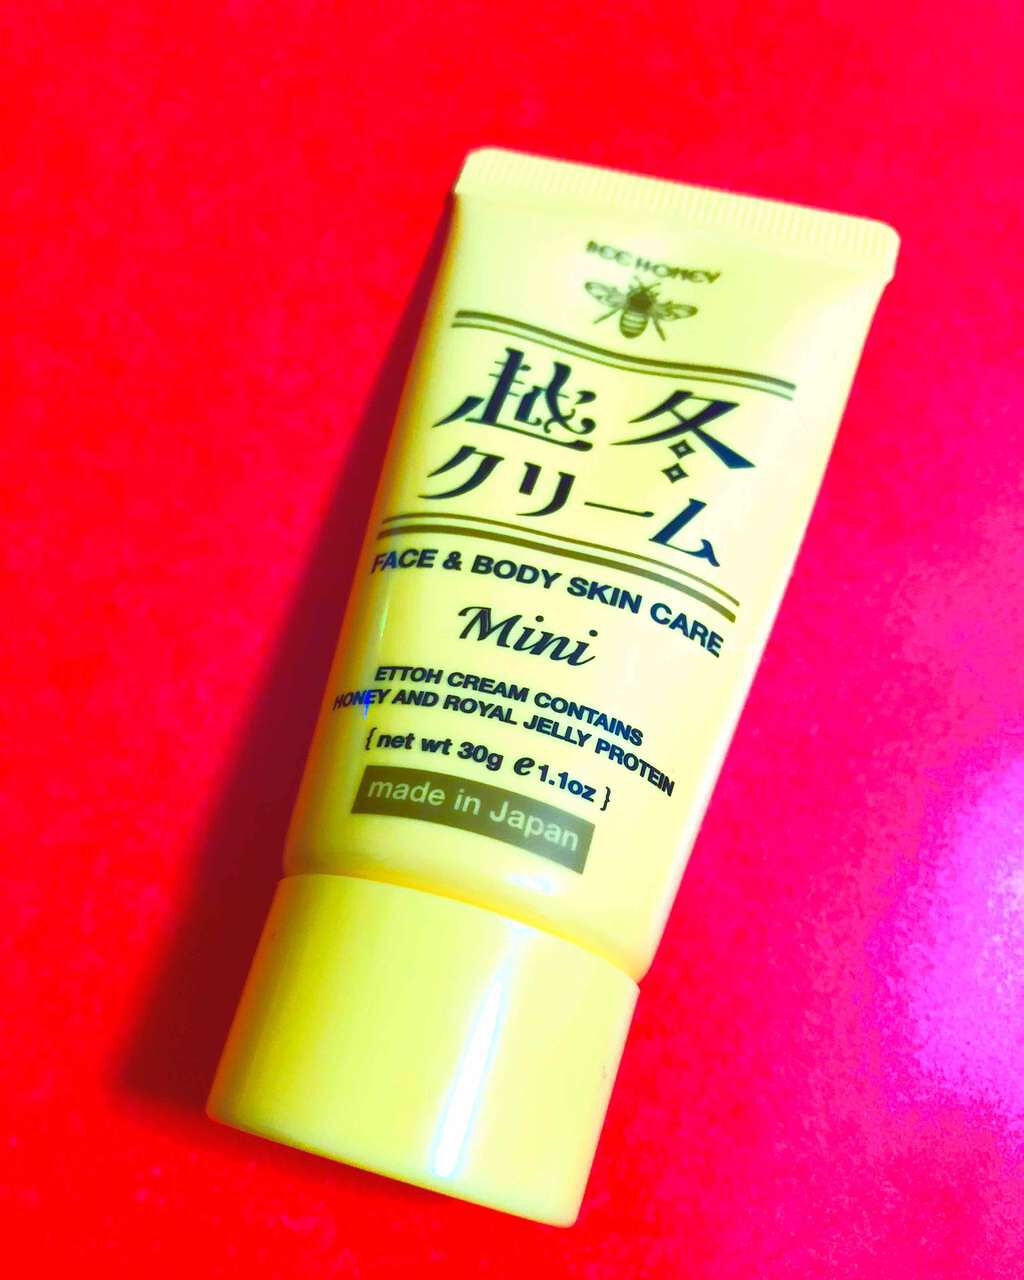 BEE HONEY
越冬
クリーム
FACE & BODY SKIN CARE
Mini
ETTOH CREAM CONTAINS
HONEY AND ROYAL JELLY PROTEIN
{ net wt 30g ℮ 1.1oz }
made in Japan